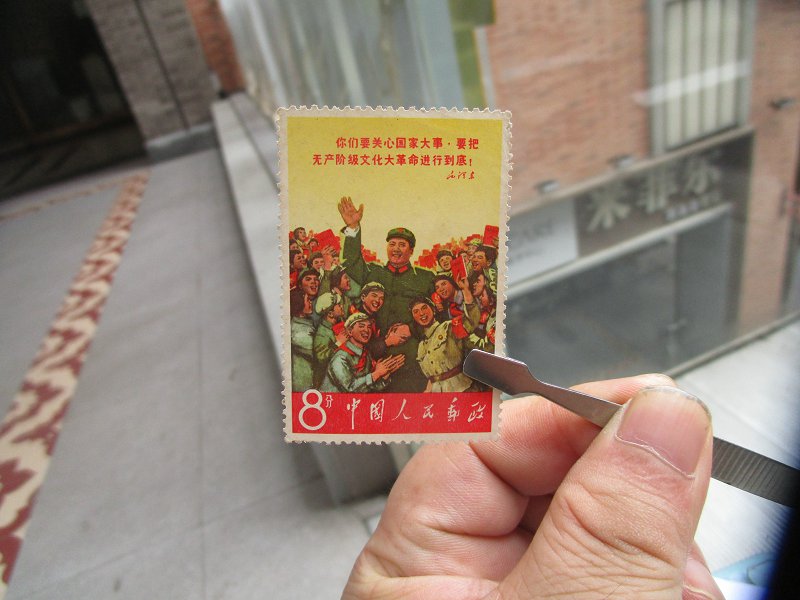 你们要关心国家大事，要把
无产阶级文化大革命进行到底！
毛泽东
8分 中国人民邮政